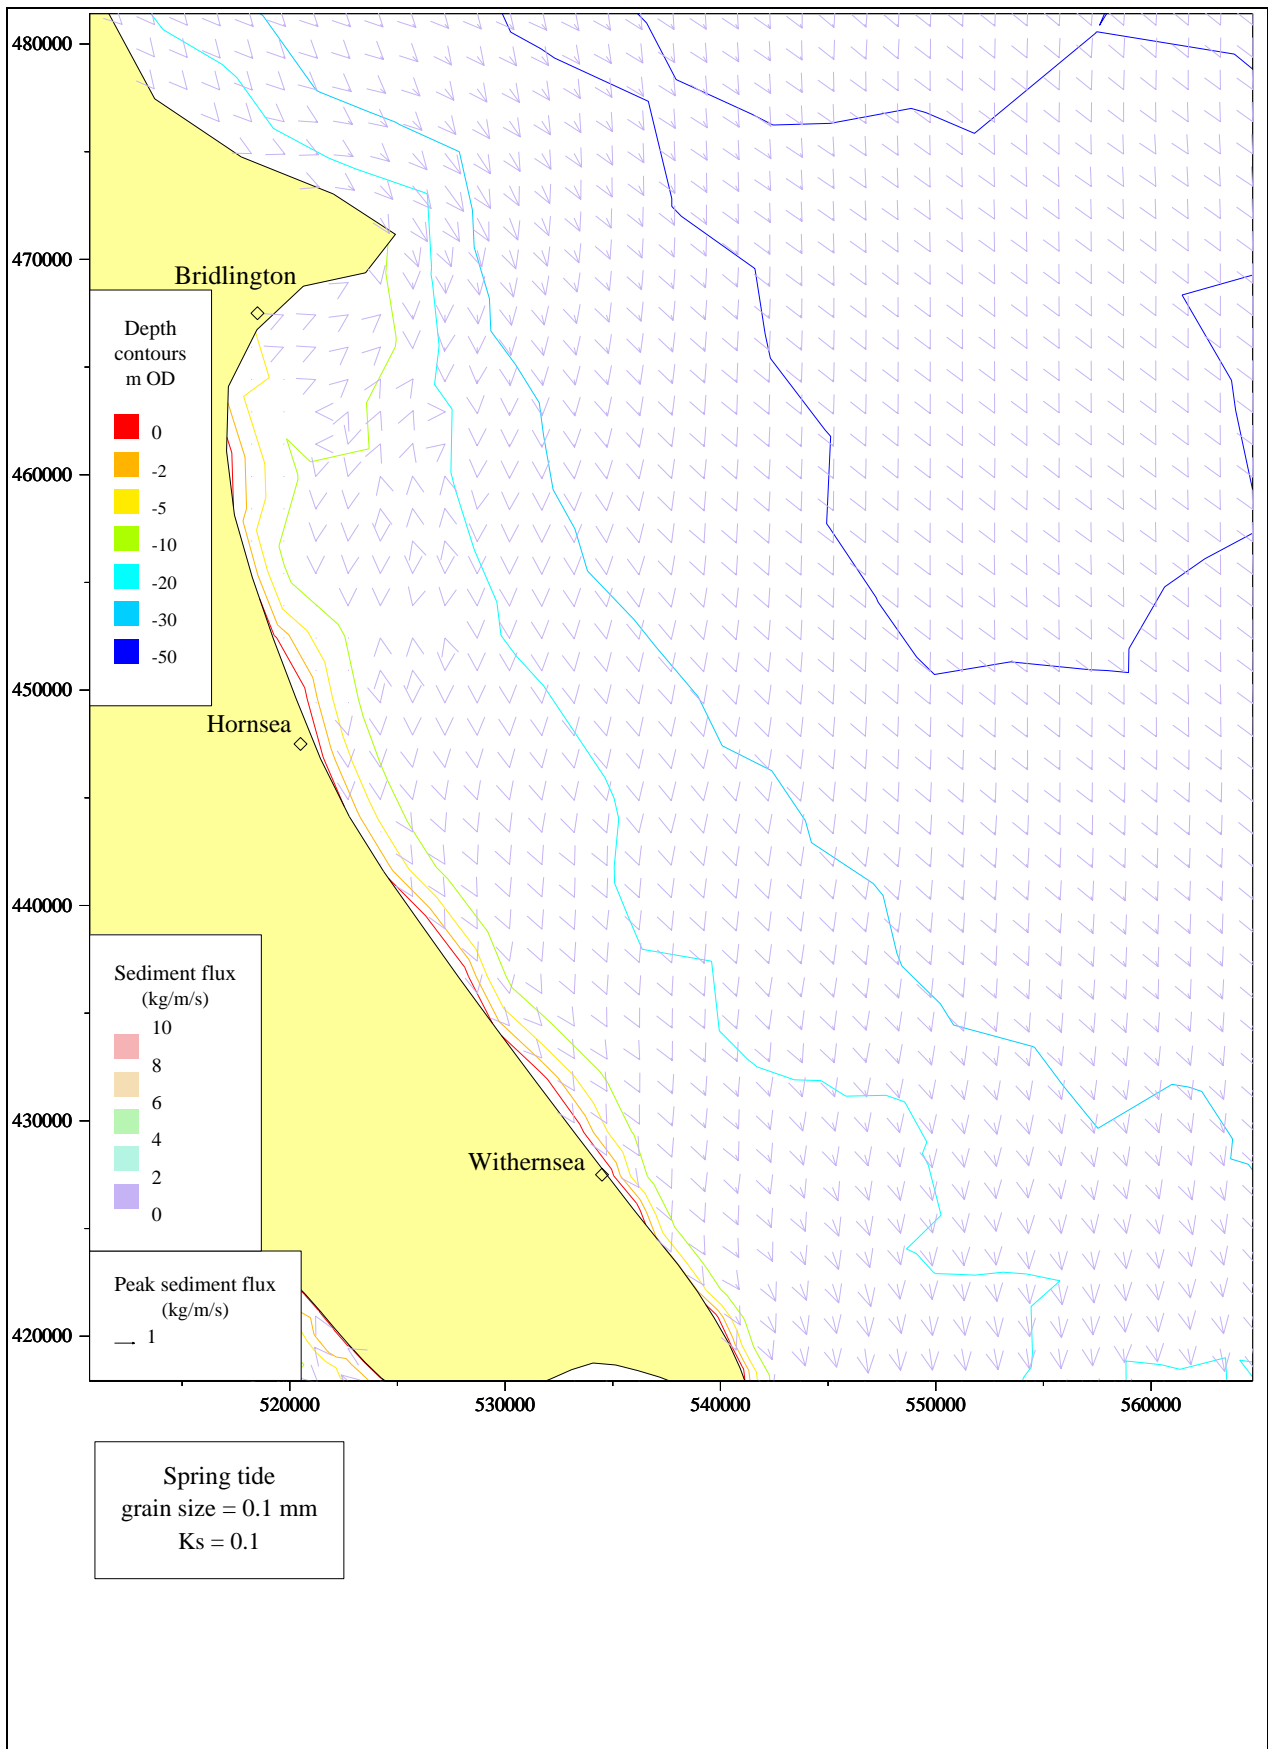 480000
470000
460000
450000
440000
430000
420000
Bridlington
Depth
contours
m OD
0
-2
-5
-10
-20
-30
-50
Hornsea
Sediment flux
(kg/m/s)
10
8
6
4
2
0
Withernsea
Peak sediment flux
(kg/m/s)
1
520000
530000
540000
550000
560000
Spring tide
grain size = 0.1 mm
Ks = 0.1